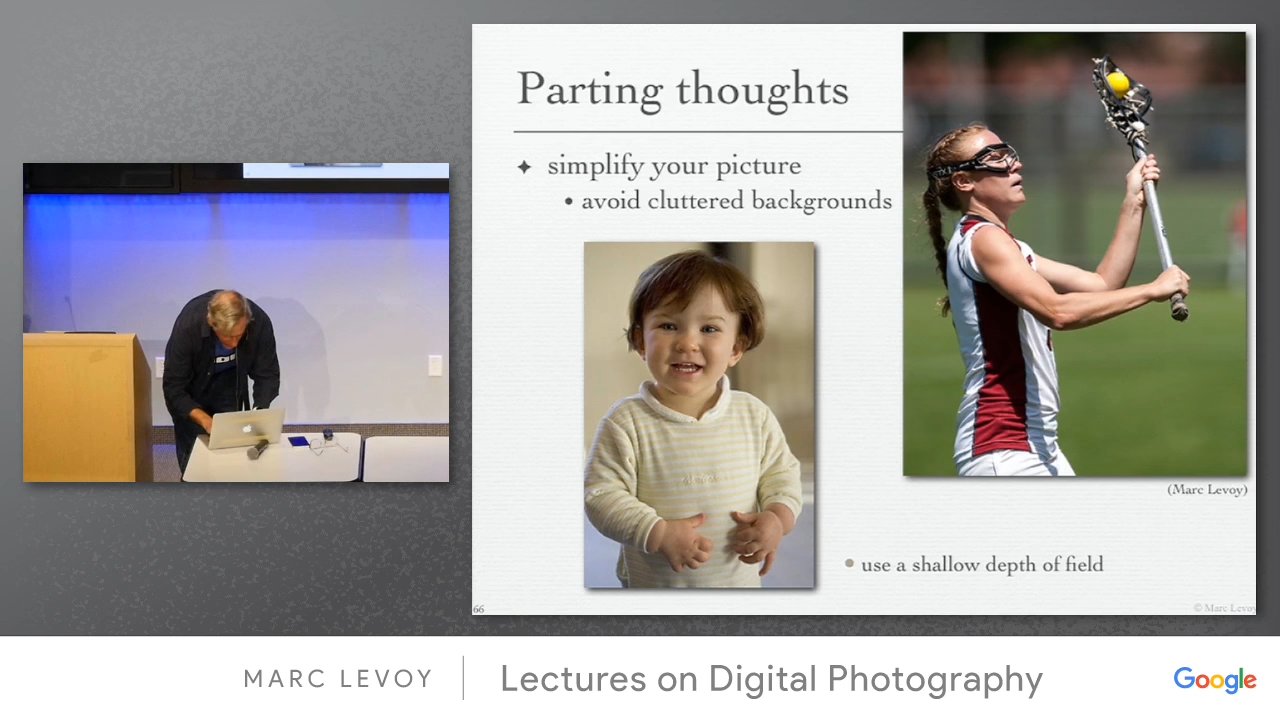 Parting thoughts
✦ simplify your picture
• avoid cluttered backgrounds
(Marc Levoy)
• use a shallow depth of field
66
© Marc Levoy
MARC LEVOY
Lectures on Digital Photography
Google